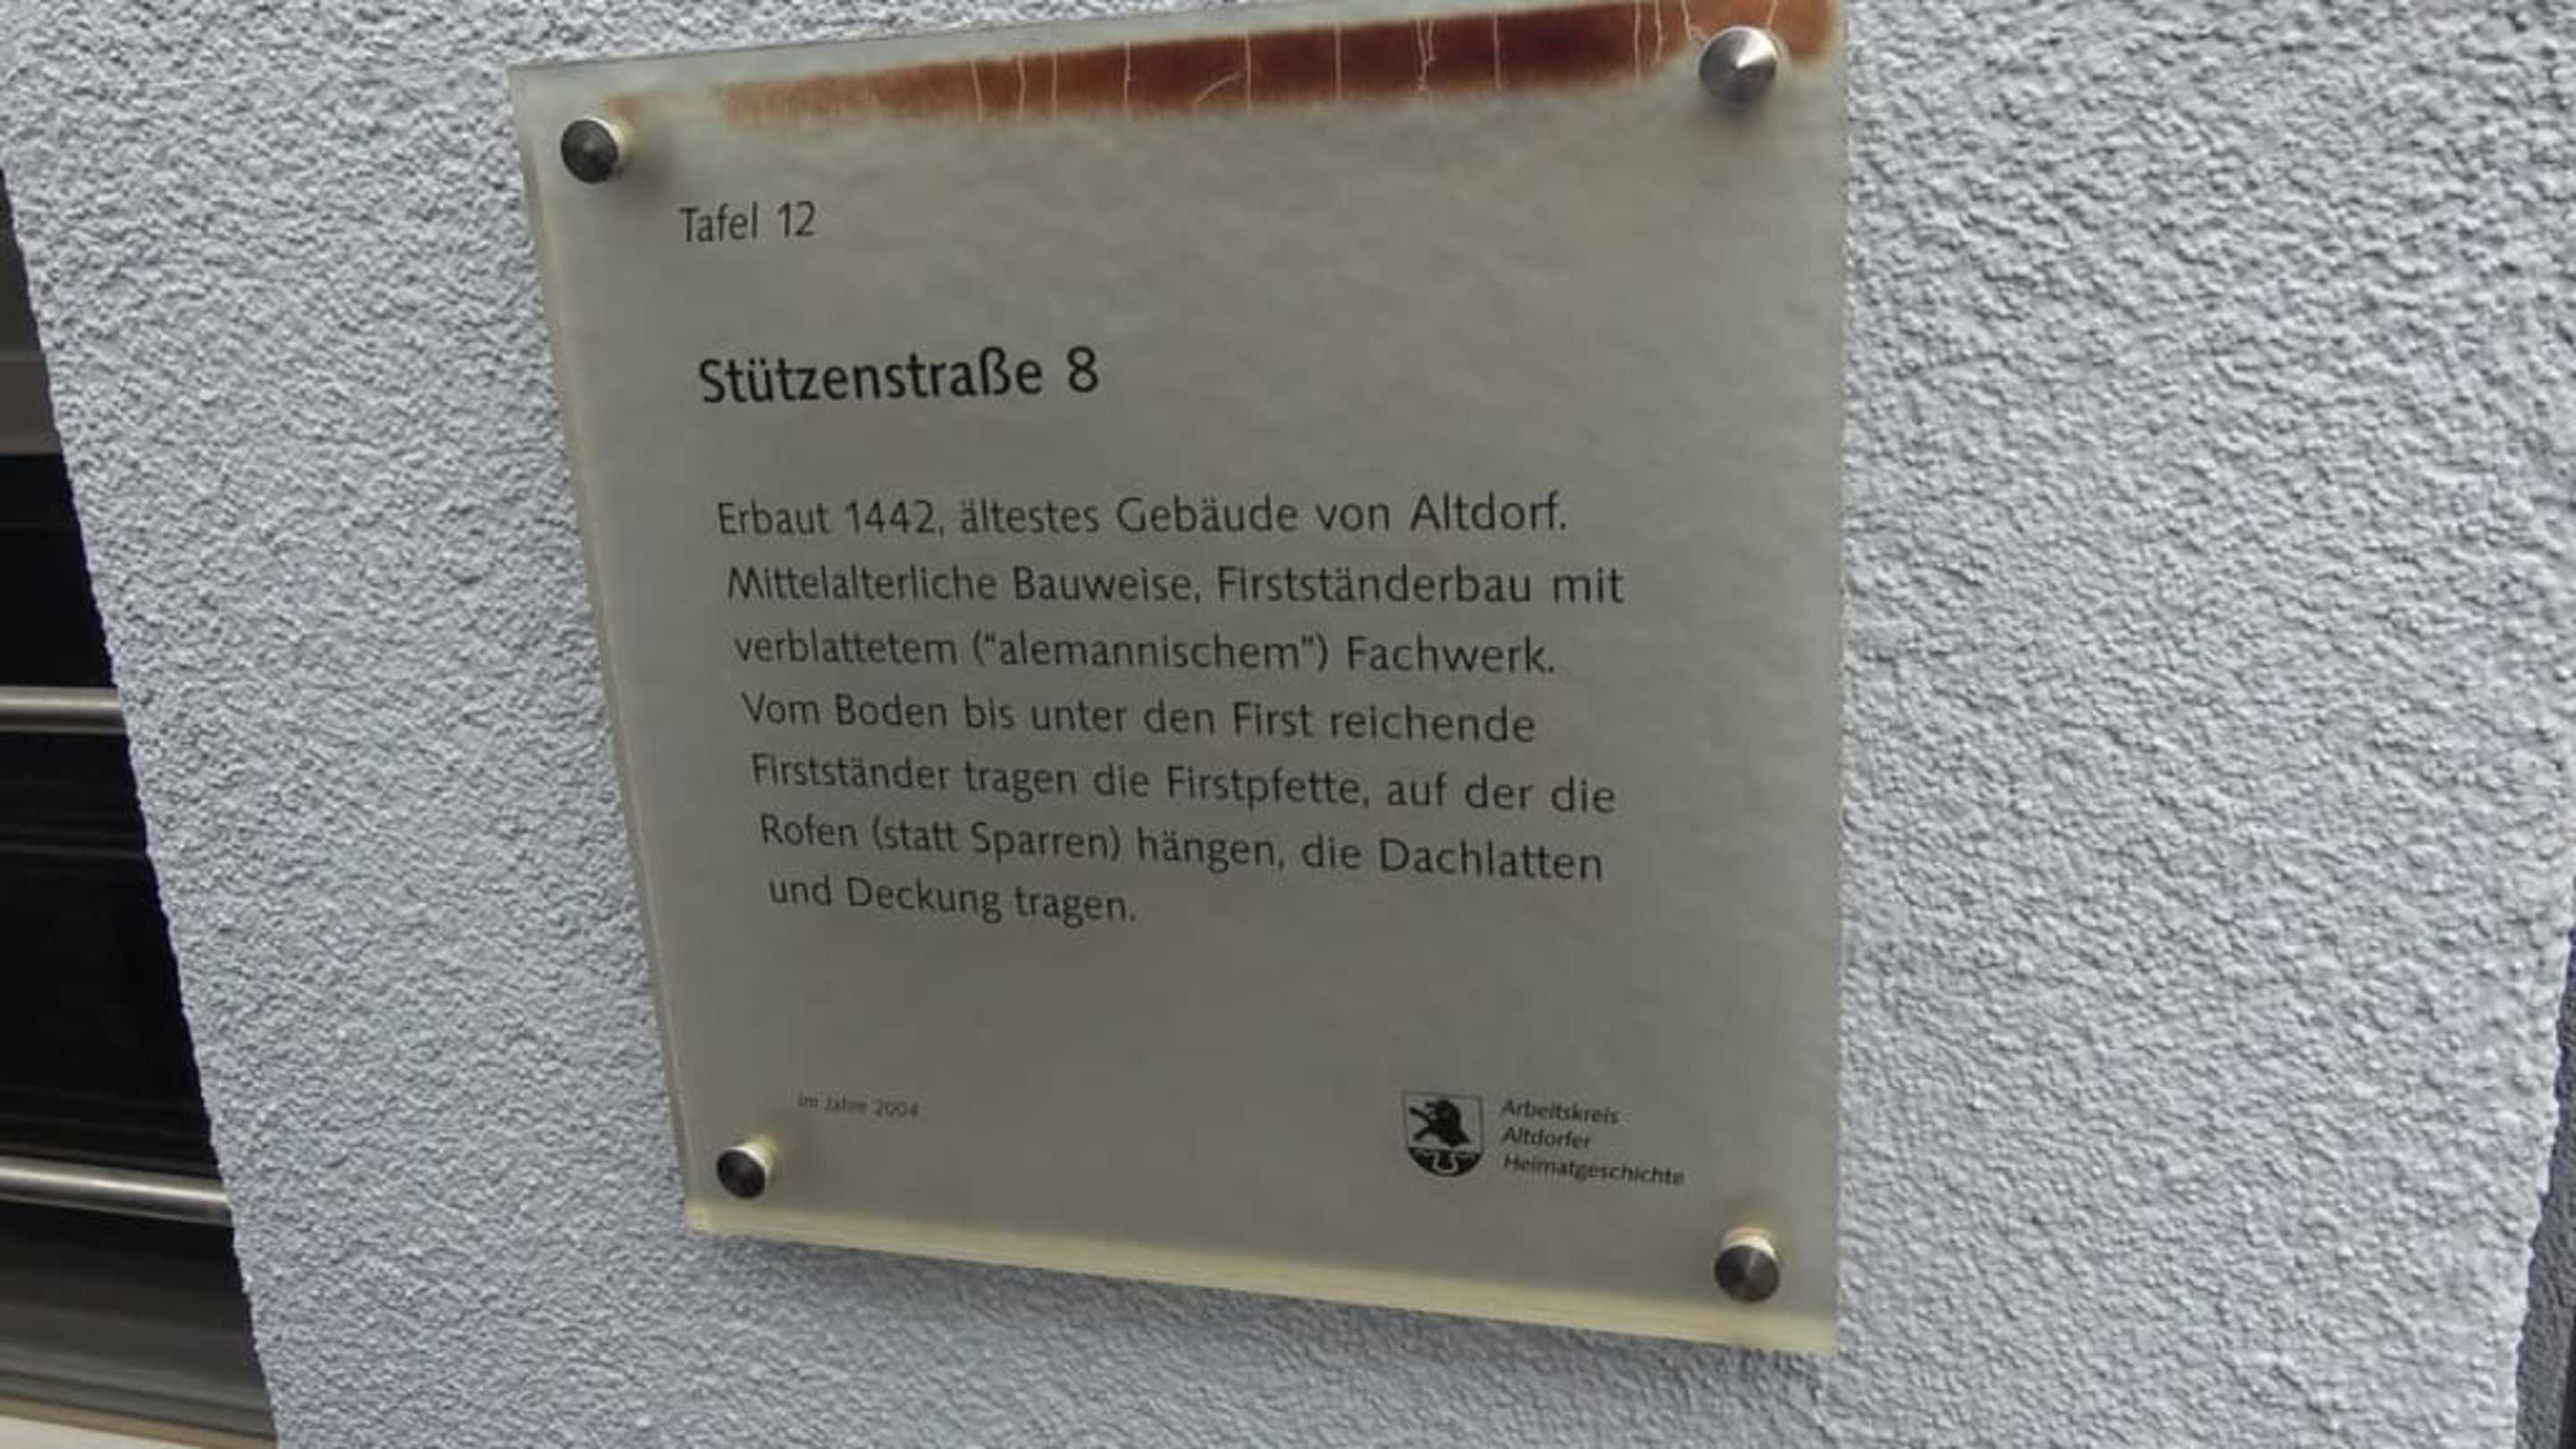 Tafel 12
Stützenstraße 8
Erbaut 1442, ältestes Gebäude von Altdorf.
Mittelalterliche Bauweise, Firstständerbau mit
verblattetem ("alemannischem") Fachwerk.
Vom Boden bis unter den First reichende
Firstständer tragen die Firstpfette, auf der die
Rofen (statt Sparren) hängen, die Dachlatten
und Deckung tragen.
im Jahre 2004
Arbeitskreis
Altdorfer
Heimatgeschichte